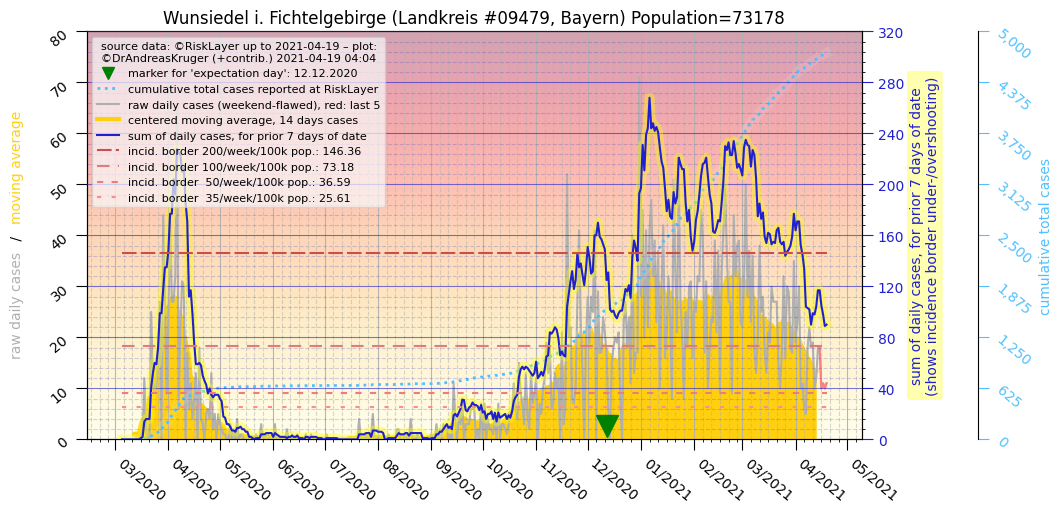 Wunsiedel i. Fichtelgebirge (Landkreis #09479, Bayern) Population=73178
source data: ©RiskLayer up to 2021-04-19 – plot:
©DrAndreasKruger (+contrib.) 2021-04-19 04:04
marker for 'expectation day': 12.12.2020
cumulative total cases reported at RiskLayer
raw daily cases (weekend-flawed), red: last 5
centered moving average, 14 days cases
sum of daily cases, for prior 7 days of date
incid. border 200/week/100k pop.: 146.36
incid. border 100/week/100k pop.: 73.18
incid. border  50/week/100k pop.: 36.59
incid. border  35/week/100k pop.: 25.61
raw daily cases  /  moving average
80
70
60
50
40
30
20
10
0
03/2020
04/2020
05/2020
06/2020
07/2020
08/2020
09/2020
10/2020
11/2020
12/2020
01/2021
02/2021
03/2021
04/2021
05/2021
320
280
240
200
160
120
80
40
0
sum of daily cases, for prior 7 days of date
(shows incidence border under-/overshooting)
5,000
4,375
3,750
3,125
2,500
1,875
1,250
625
0
cumulative total cases